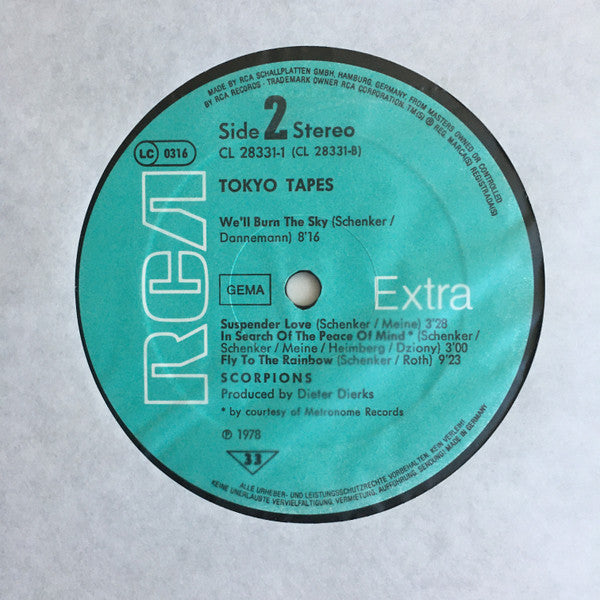 MADE BY RCA SCHALLPLATTEN GMBH, HAMBURG, GERMANY, FROM MASTERS OWNED OR CONTROLLED
BY RCA RECORDS · TRADEMARK OWNER RCA CORPORATION. TM(S) ® REG. MARCA(S) REGISTRADA(S)
Side 2 Stereo
CL 28331-1 (CL 28331-B)
LC 0316
TOKYO TAPES
RCA
We'll Burn The Sky (Schenker /
Dannemann) 8'16
GEMA
Extra
Suspender Love (Schenker / Meine) 3'28
In Search Of The Peace Of Mind * (Schenker /
Schenker / Meine / Heimberg / Dziony) 3'00
Fly To The Rainbow (Schenker / Roth) 9'23
SCORPIONS
Produced by Dieter Dierks
* by courtesy of Metronome Records
℗ 1978
33
ALLE URHEBER- UND LEISTUNGSSCHUTZRECHTE VORBEHALTEN. KEIN VERLEIH!
KEINE UNERLAUBTE VERVIELFÄLTIGUNG, VERMIETUNG, AUFFÜHRUNG, SENDUNG! MADE IN GERMANY